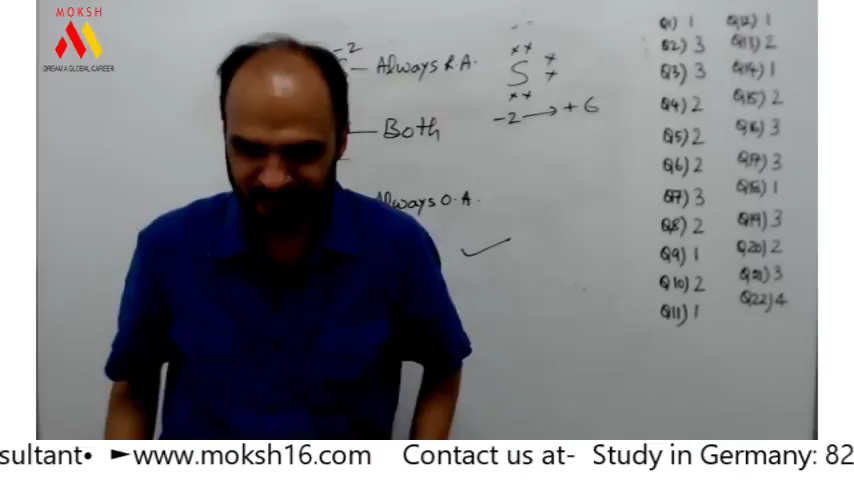 MOKSH
DREAM A GLOBAL CAREER
-2
— Always R.A.
— Both
Always O.A.
S
-2 → +6
Q1) 1
Q2) 3
Q3) 3
Q4) 2
Q5) 2
Q6) 2
Q7) 3
Q8) 2
Q9) 1
Q10) 2
Q11) 1
Q12) 1
Q13) 2
Q14) 1
Q15) 2
Q16) 3
Q17) 3
Q18) 1
Q19) 3
Q20) 2
Q21) 3
Q22) 4
sultant• ►www.moksh16.com Contact us at- Study in Germany: 82